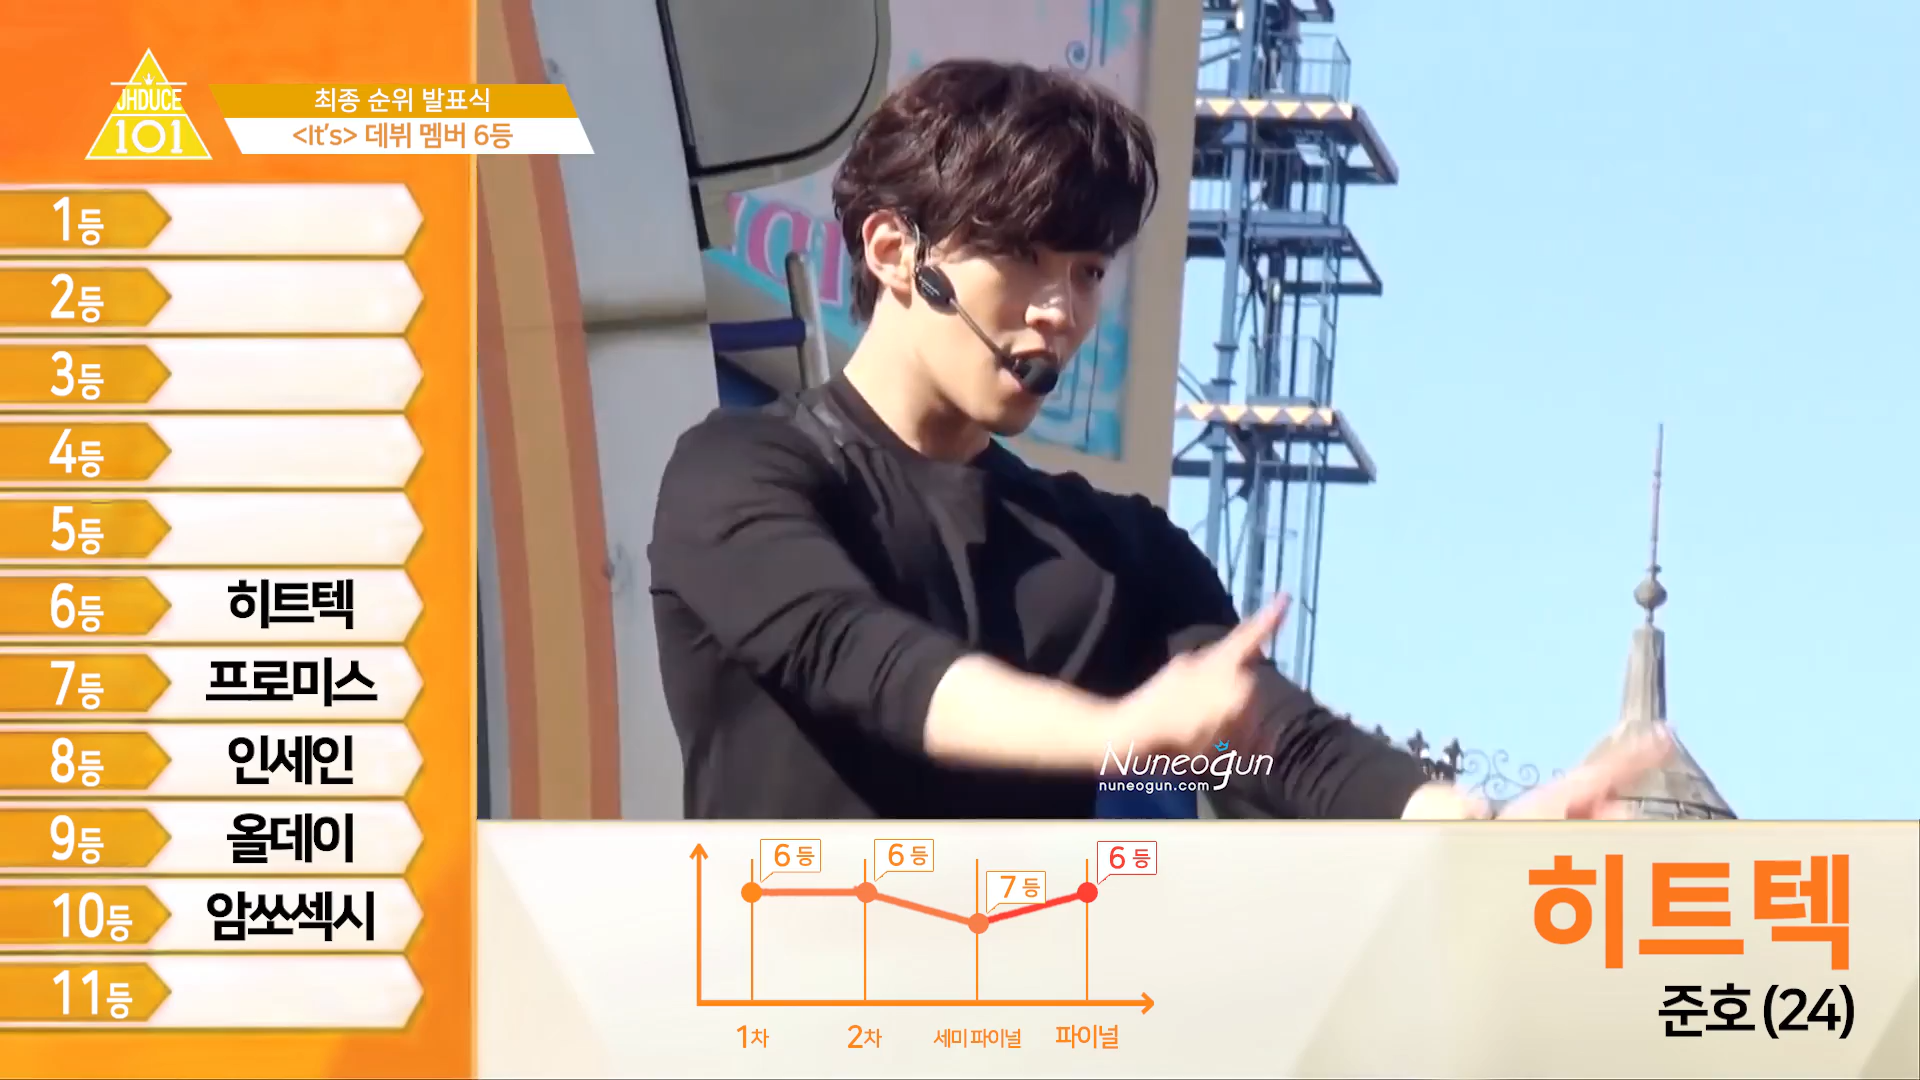 JHDUCE
101
최종 순위 발표식
<It's> 데뷔 멤버 6등
1등
2등
3등
4등
5등
6등 히트텍
7등 프로미스
8등 인세인
9등 올데이
10등 암쏘섹시
11등
Nuneogun
nuneogun.com
6등
6등
7등
6등
1차
2차
세미 파이널
파이널
히트텍
준호(24)